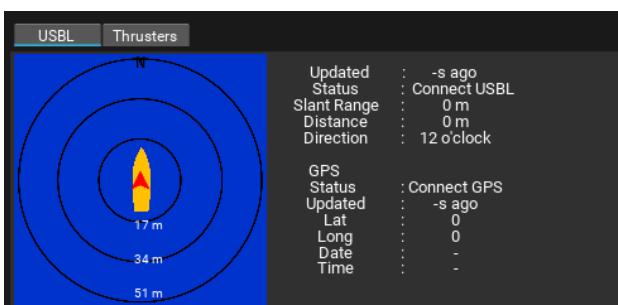 USBL Thrusters
N
17 m
34 m
51 m
Updated : -s ago
Status : Connect USBL
Slant Range : 0 m
Distance : 0 m
Direction : 12 o'clock
GPS
Status : Connect GPS
Updated : -s ago
Lat : 0
Long : 0
Date : -
Time : -